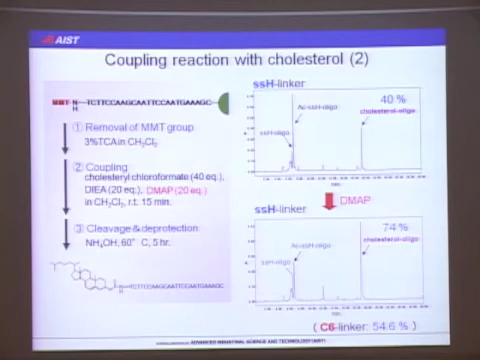 AIST
Coupling reaction with cholesterol (2)
MMT-N
H
-TCTTCCAAGCAATTCCAATGAAAGC-
① Removal of MMT group
3%TCA in CH2Cl2
② Coupling
cholesteryl chloroformate (40 eq.),
DIEA (20 eq.), DMAP (20 eq.)
in CH2Cl2, r.t. 15 min.
③ Cleavage & deprotection
NH4OH, 60° C, 5 hr.
-TCTTCCAAGCAATTCCAATGAAAGC
ssH-linker
40 %
Ac-ssH-oligo
cholesterol-oligo
ssH-oligo
DMAP
ssH-linker
74 %
Ac-ssH-oligo
cholesterol-oligo
ssH-oligo
( C6-linker: 54.6 % )
ADVANCED INDUSTRIAL SCIENCE AND TECHNOLOGY (AIST)